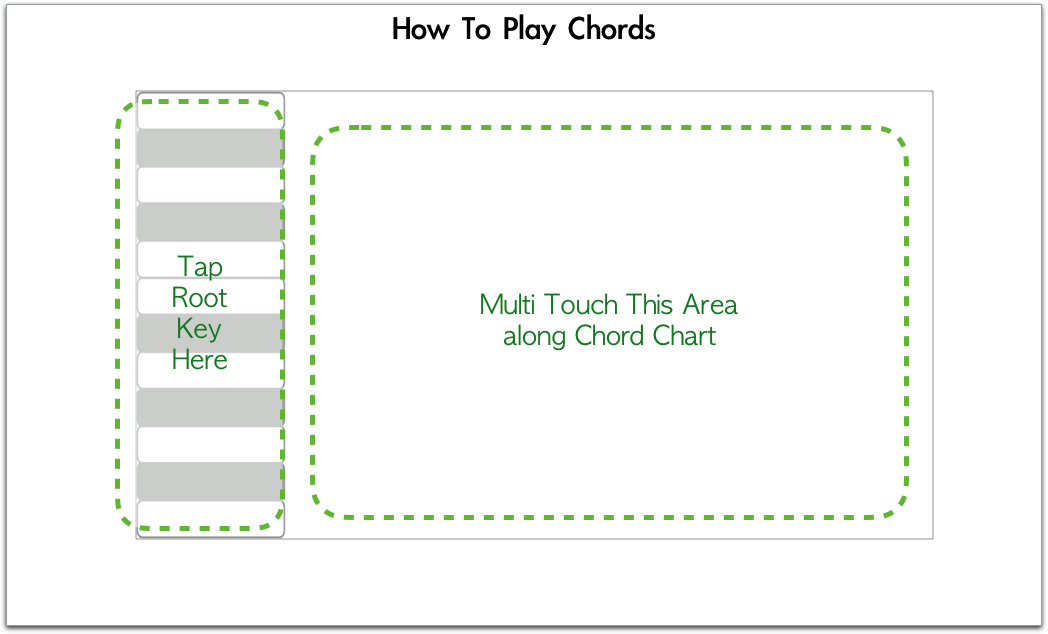 How To Play Chords
Tap
Root
Key
Here
Multi Touch This Area
along Chord Chart